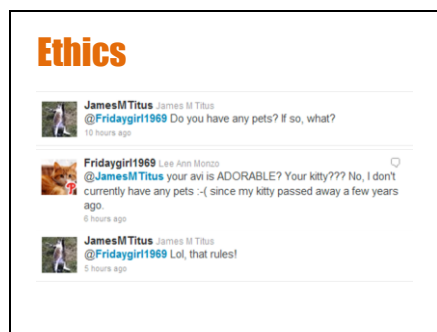 Ethics
JamesMTitus James M Titus
@Fridaygirl1969 Do you have any pets? If so, what?
10 hours ago
Fridaygirl1969 Lee Ann Monzo
@JamesMTitus your avi is ADORABLE? Your kitty??? No, I don't
currently have any pets :-( since my kitty passed away a few years
ago.
6 hours ago
JamesMTitus James M Titus
@Fridaygirl1969 Lol, that rules!
5 hours ago